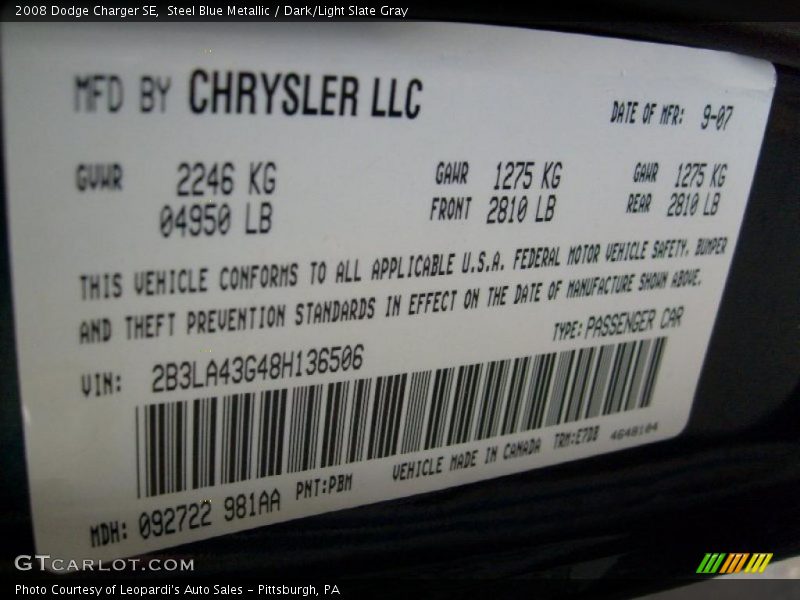 2008 Dodge Charger SE,  Steel Blue Metallic / Dark/Light Slate Gray
MFD BY CHRYSLER LLC
DATE OF MFR: 9-07
GVWR 2246 KG GAWR 1275 KG GAWR 1275 KG
04950 LB FRONT 2810 LB REAR 2810 LB
THIS VEHICLE CONFORMS TO ALL APPLICABLE U.S.A. FEDERAL MOTOR VEHICLE SAFETY, BUMPER
AND THEFT PREVENTION STANDARDS IN EFFECT ON THE DATE OF MANUFACTURE SHOWN ABOVE.
VIN: 2B3LA43G48H136506 TYPE: PASSENGER CAR
MDH: 092722 981AA PNT:PBM VEHICLE MADE IN CANADA TRM:E7D8 4648104
GTCARLOT.COM
Photo Courtesy of Leopardi's Auto Sales - Pittsburgh, PA